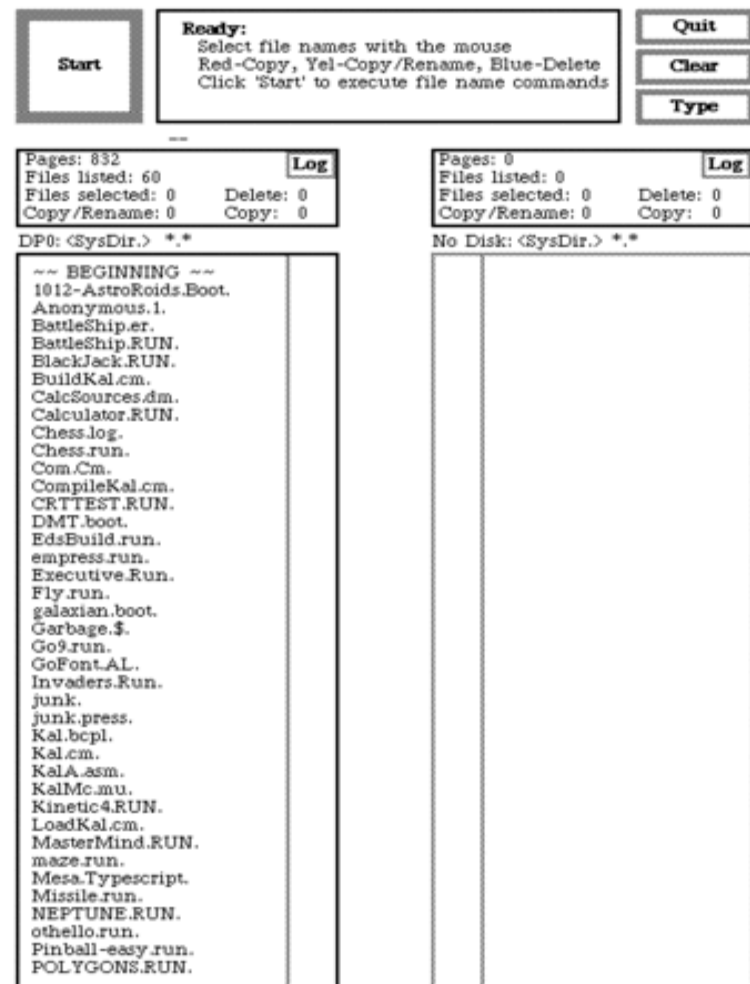 Start
Ready:
Select file names with the mouse
Red-Copy, Yel-Copy/Rename, Blue-Delete
Click 'Start' to execute file name commands
Quit
Clear
Type
Pages: 832
Log
Files listed: 60
Files selected: 0 Delete: 0
Copy/Rename: 0 Copy: 0
DP0: <SysDir.> *.*
~~ BEGINNING ~~
1012-AstroRoids.Boot.
Anonymous.1.
BattleShip.er.
BattleShip.RUN.
BlackJack.RUN.
BuildKal.cm.
CalcSources.dm.
Calculator.RUN.
Chess.log.
Chess.run.
Com.Cm.
CompileKal.cm.
CRTTEST.RUN.
DMT.boot.
EdsBuild.run.
empress.run.
Executive.Run.
Fly.run.
galaxian.boot.
Garbage.$.
Go9.run.
GoFont.AL.
Invaders.Run.
junk.
junk.press.
Kal.bcpl.
Kal.cm.
KalA.asm.
KalMc.mu.
Kinetic4.RUN.
LoadKal.cm.
MasterMind.RUN.
maze.run.
Mesa.Typescript.
Missile.run.
NEPTUNE.RUN.
othello.run.
Pinball-easy.run.
POLYGONS.RUN.
Pages: 0
Log
Files listed: 0
Files selected: 0 Delete: 0
Copy/Rename: 0 Copy: 0
No Disk: <SysDir.> *.*